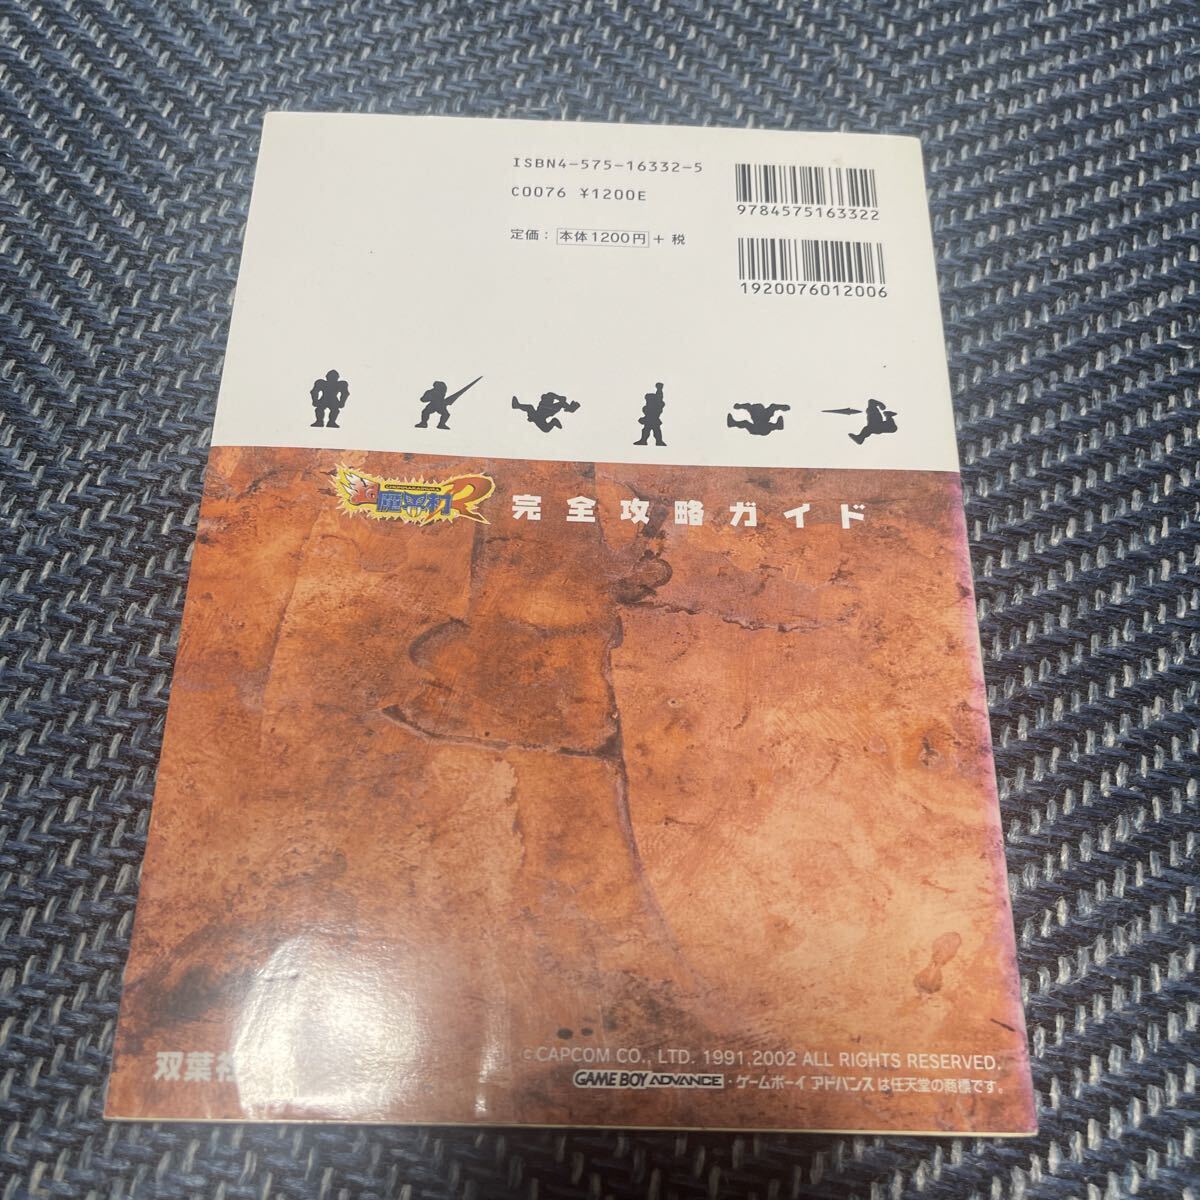 ISBN4-575-16332-5
C0076 ¥1200E
定価：本体1200円＋税
9784575163322
1920076012006
CHOHMAKAIMURA
超魔界村R 完全攻略ガイド
双葉社
©CAPCOM CO., LTD. 1991,2002 ALL RIGHTS RESERVED.
GAME BOY ADVANCE・ゲームボーイ アドバンスは任天堂の商標です。